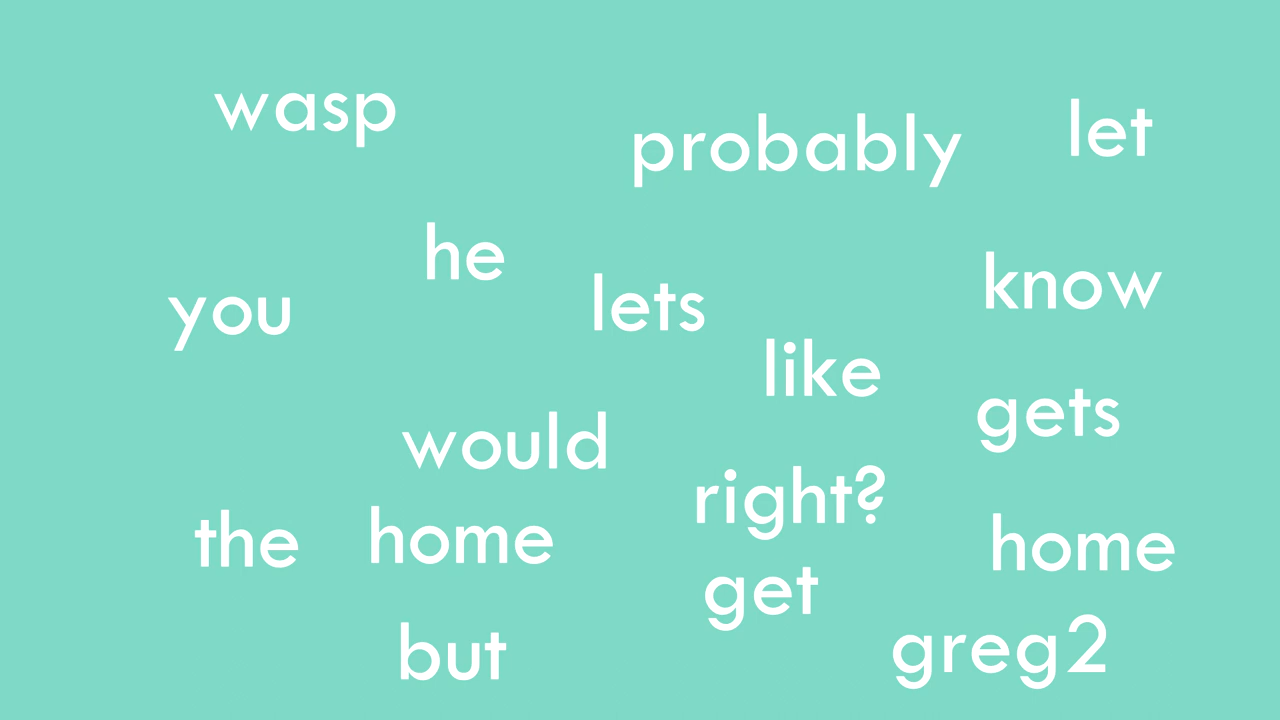 wasp
probably
let
he
know
you
lets
like
gets
would
right?
the
home
home
get
but
greg2